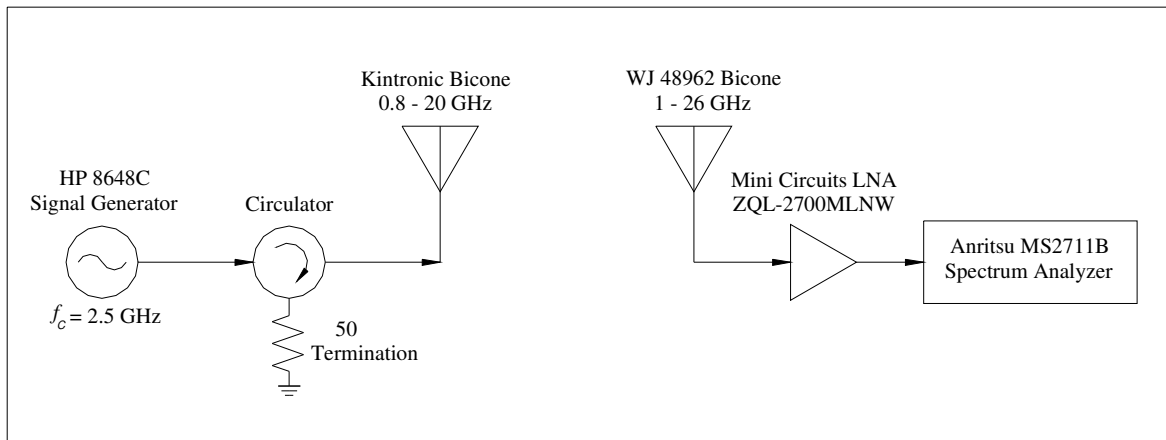 Kintronic Bicone
0.8 - 20 GHz
WJ 48962 Bicone
1 - 26 GHz
HP 8648C
Signal Generator
Circulator
Mini Circuits LNA
ZQL-2700MLNW
Anritsu MS2711B
Spectrum Analyzer
f_c = 2.5 GHz
50
Termination